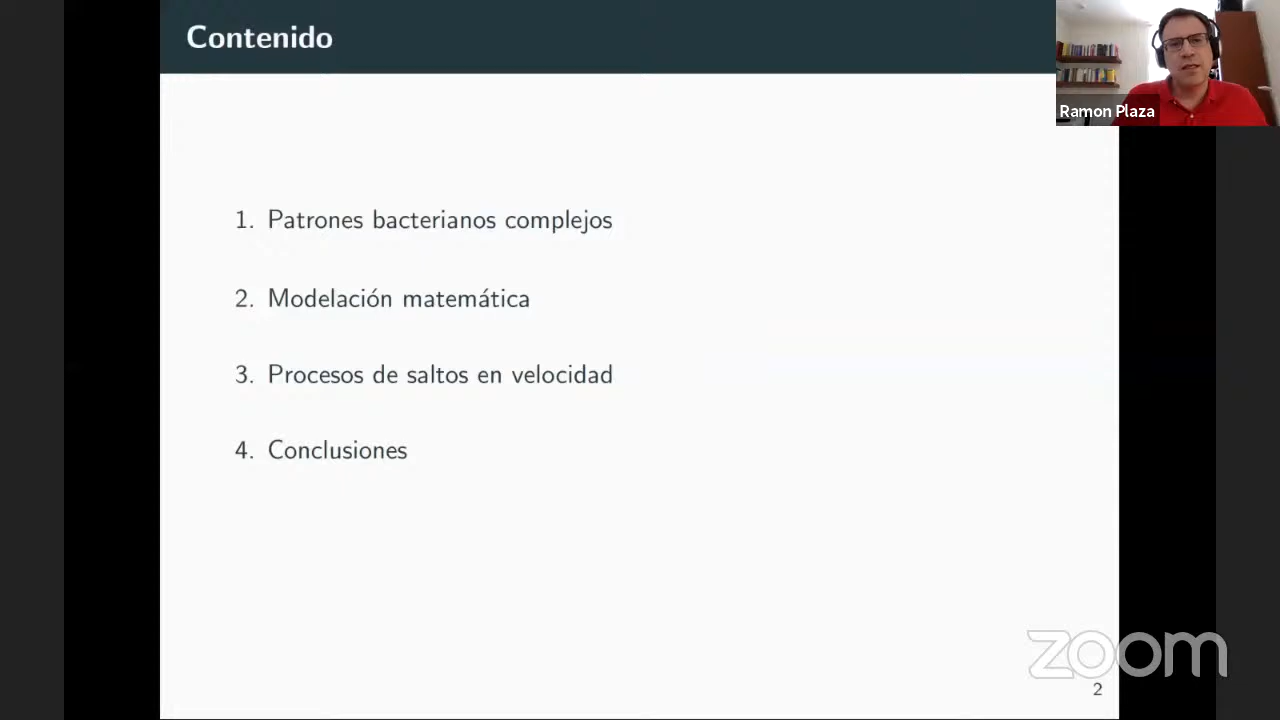 Contenido
Ramon Plaza
1. Patrones bacterianos complejos
2. Modelación matemática
3. Procesos de saltos en velocidad
4. Conclusiones
zoom
2